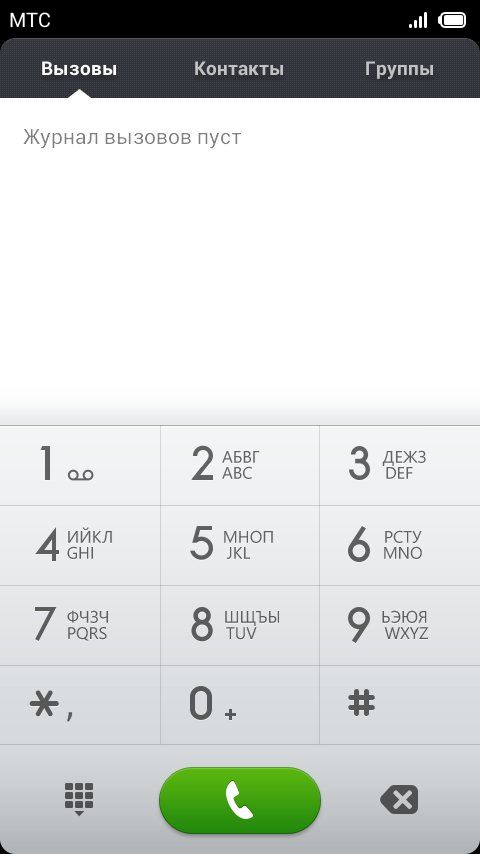 МТС
Вызовы Контакты Группы
Журнал вызовов пуст
1 2 АБВГ 3 ДЕЖЗ
ABC DEF
4 ИЙКЛ 5 МНОП 6 РСТУ
GHI JKL MNO
7 ФЧЗЧ 8 ШЩЪЫ 9 ЬЭЮЯ
PQRS TUV WXYZ
*, 0 + #